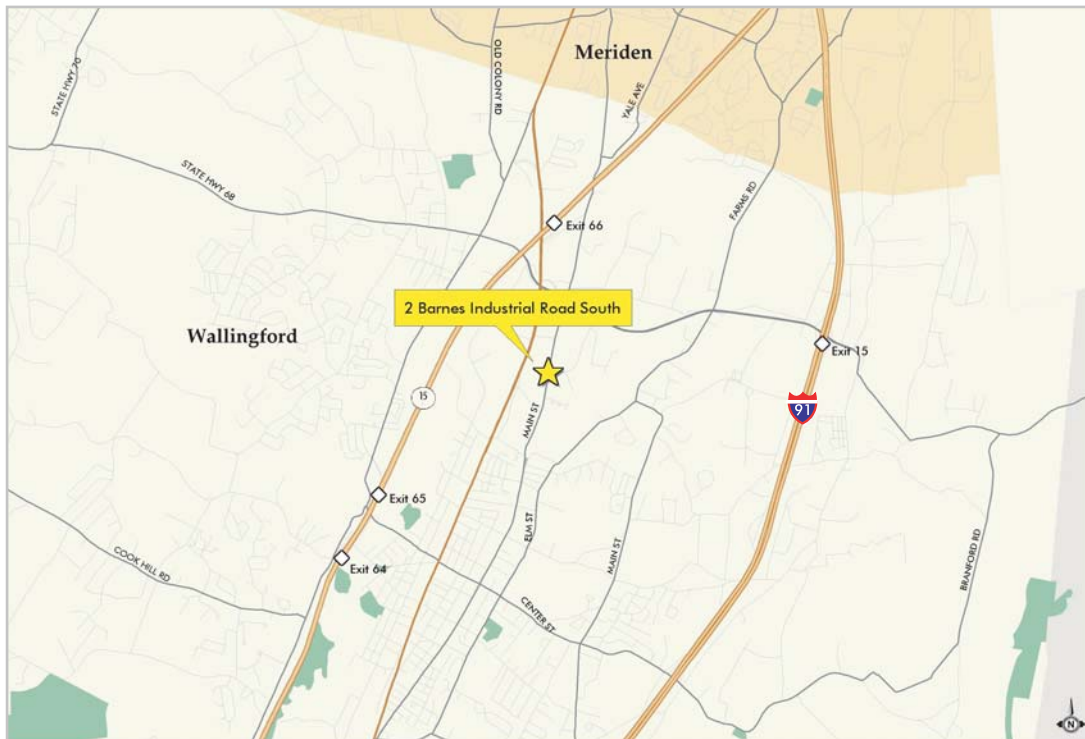 Meriden
OLD COLONY RD
STATE HWY 70
YALE AVE
STATE HWY 68
FARMS RD
Exit 66
2 Barnes Industrial Road South
Wallingford
Exit 15
15
91
MAIN ST
Exit 65
ELM ST
MAIN ST
COOK HILL RD
Exit 64
BRANFORD RD
CENTER ST
N